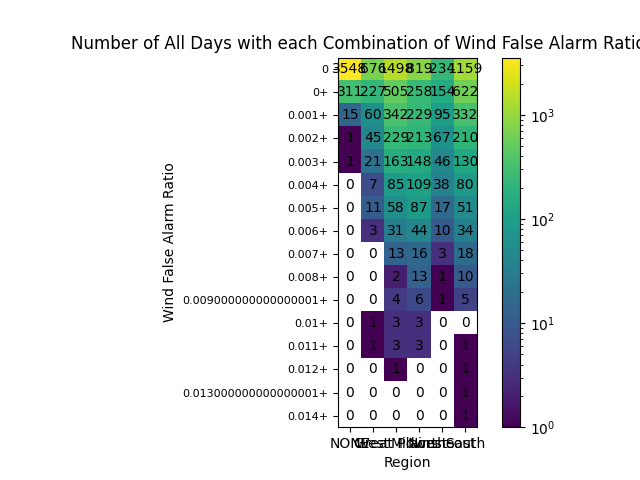 Number of All Days with each Combination of Wind False Alarm Ratio
0 3548 676 1498 819 234 1159
0+ 311 227 505 258 154 622
0.001+ 15 60 342 229 95 332
0.002+ 1 45 229 213 67 210
0.003+ 1 21 163 148 46 130
0.004+ 0 7 85 109 38 80
0.005+ 0 11 58 87 17 51
0.006+ 0 3 31 44 10 34
0.007+ 0 0 13 16 3 18
0.008+ 0 0 2 13 1 10
0.009000000000000001+ 0 0 4 6 1 5
0.01+ 0 1 3 3 0 0
0.011+ 0 1 3 3 0 1
0.012+ 0 0 1 0 0 1
0.013000000000000001+ 0 0 0 0 0 1
0.014+ 0 0 0 0 0 1
NONE West Plains South
Region
Wind False Alarm Ratio
10³
10²
10¹
10⁰